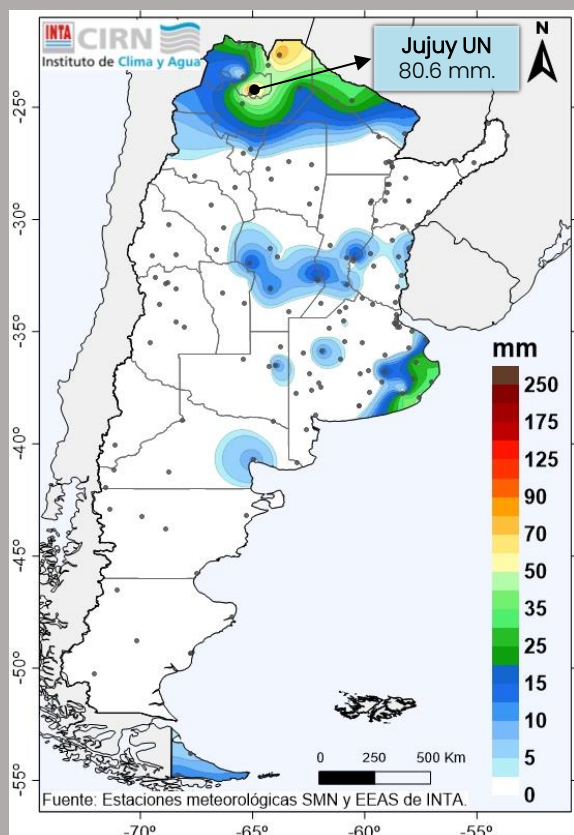 INTA CIRN
Instituto de Clima y Agua
Jujuy UN
80.6 mm.
N
-25°
-30°
-35°
-40°
-45°
-50°
-55°
mm
250
175
125
90
70
50
35
25
15
10
5
0
0 250 500 Km
Fuente: Estaciones meteorológicas SMN y EEAS de INTA.
-70° -65° -60° -55°